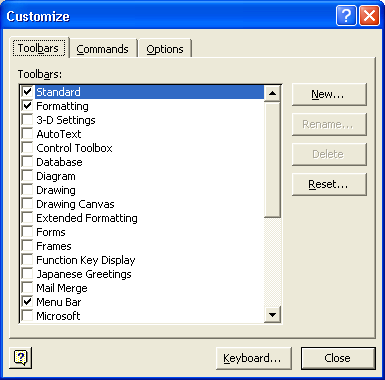 Customize
Toolbars Commands Options
Toolbars:
Standard
Formatting
3-D Settings
AutoText
Control Toolbox
Database
Diagram
Drawing
Drawing Canvas
Extended Formatting
Forms
Frames
Function Key Display
Japanese Greetings
Mail Merge
Menu Bar
Microsoft
New...
Rename...
Delete
Reset...
Keyboard... Close